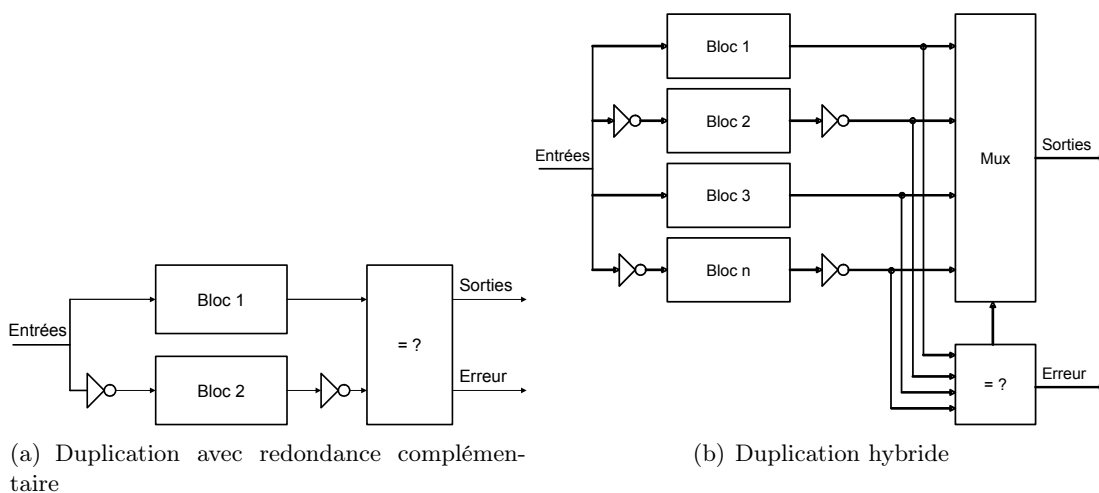 Entrées
Bloc 1
Bloc 2
= ?
Sorties
Erreur
(a) Duplication avec redondance complémen-
taire
Entrées
Bloc 1
Bloc 2
Bloc 3
Bloc n
Mux
= ?
Sorties
Erreur
(b) Duplication hybride